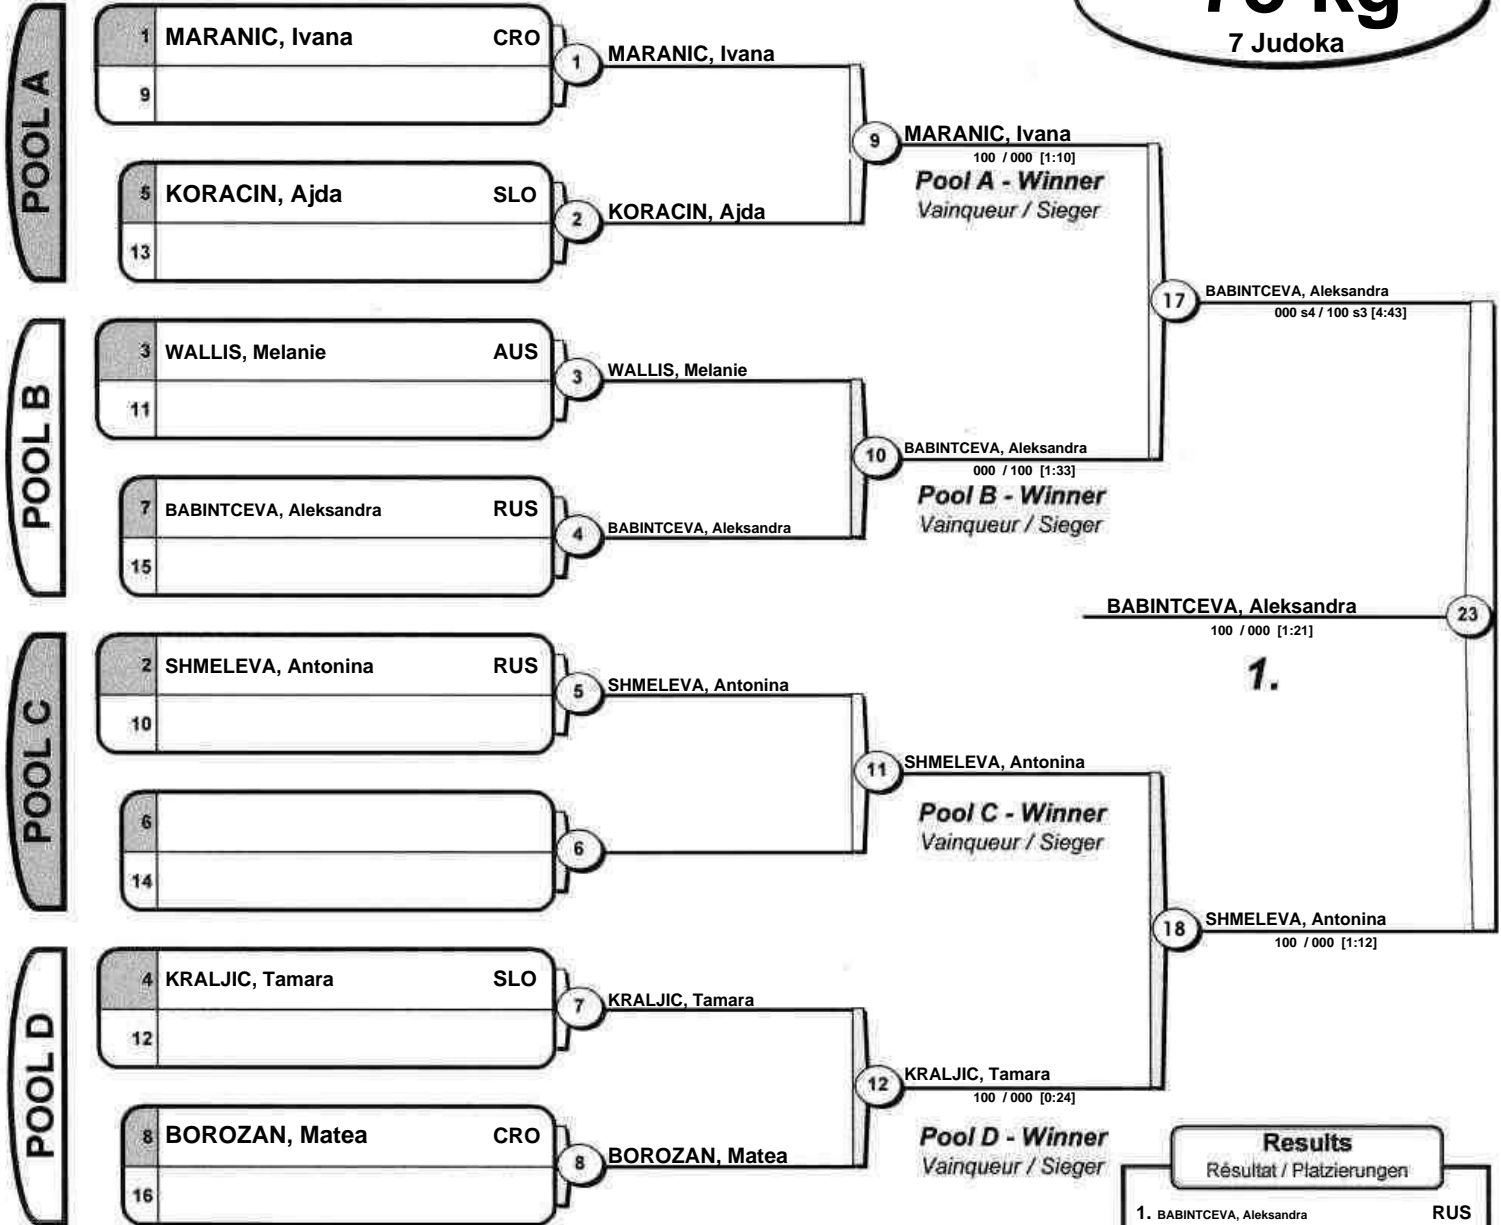 kg
7 Judoka
POOL A
1 MARANIC, Ivana CRO
9
1 MARANIC, Ivana
5 KORACIN, Ajda SLO
13
2 KORACIN, Ajda
9 MARANIC, Ivana
100 / 000 [1:10]
Pool A - Winner
Vainqueur / Sieger
POOL B
3 WALLIS, Melanie AUS
11
3 WALLIS, Melanie
7 BABINTCEVA, Aleksandra RUS
15
4 BABINTCEVA, Aleksandra
10 BABINTCEVA, Aleksandra
000 / 100 [1:33]
Pool B - Winner
Vainqueur / Sieger
17 BABINTCEVA, Aleksandra
000 s4 / 100 s3 [4:43]
BABINTCEVA, Aleksandra 23
100 / 000 [1:21]
1.
POOL C
2 SHMELEVA, Antonina RUS
10
5 SHMELEVA, Antonina
6
14
6
11 SHMELEVA, Antonina
Pool C - Winner
Vainqueur / Sieger
18 SHMELEVA, Antonina
100 / 000 [1:12]
POOL D
4 KRALJIC, Tamara SLO
12
7 KRALJIC, Tamara
8 BOROZAN, Matea CRO
16
8 BOROZAN, Matea
12 KRALJIC, Tamara
100 / 000 [0:24]
Pool D - Winner
Vainqueur / Sieger
Results
Résultat / Platzierungen
1. BABINTCEVA, Aleksandra RUS